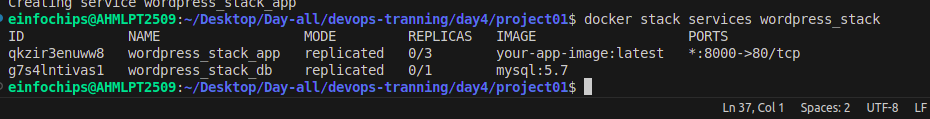 Creating service wordpress_stack_app
einfochips@AHMLPT2509:~/Desktop/Day-all/devops-tranning/day4/project01$ docker stack services wordpress_stack
ID NAME MODE REPLICAS IMAGE PORTS
qkzir3enuww8 wordpress_stack_app replicated 0/3 your-app-image:latest *:8000->80/tcp
g7s4lntivas1 wordpress_stack_db replicated 0/1 mysql:5.7
einfochips@AHMLPT2509:~/Desktop/Day-all/devops-tranning/day4/project01$
Ln 37, Col 1 Spaces: 2 UTF-8 LF